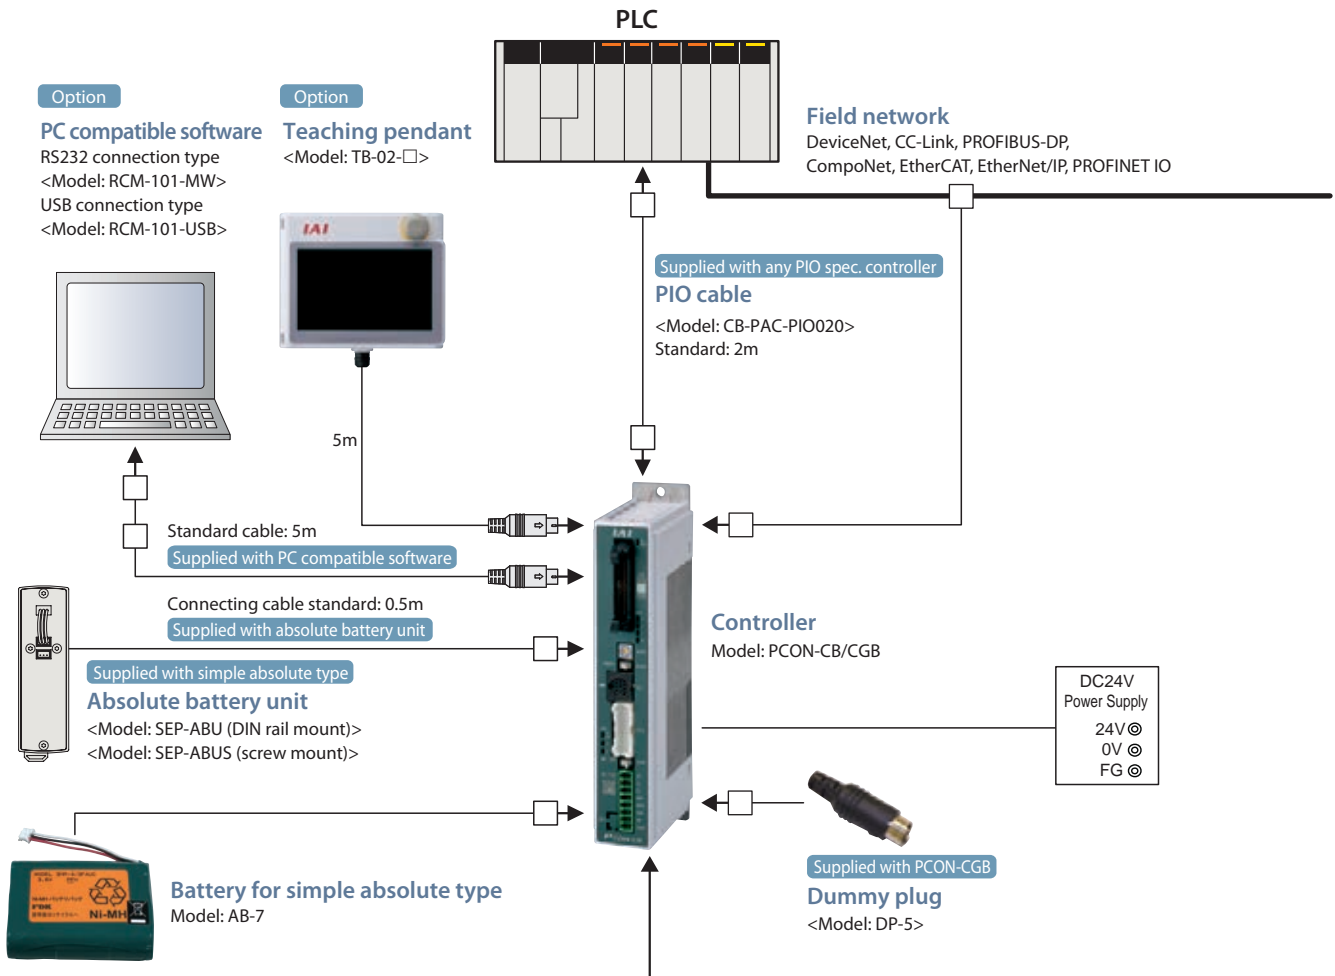 PLC
Option
PC compatible software
RS232 connection type
<Model: RCM-101-MW>
USB connection type
<Model: RCM-101-USB>
Option
Teaching pendant
<Model: TB-02-□>
IAI
Field network
DeviceNet, CC-Link, PROFIBUS-DP,
CompoNet, EtherCAT, EtherNet/IP, PROFINET IO
Supplied with any PIO spec. controller
PIO cable
<Model: CB-PAC-PIO020>
Standard: 2m
5m
Standard cable: 5m
Supplied with PC compatible software
Connecting cable standard: 0.5m
Supplied with absolute battery unit
Supplied with simple absolute type
Absolute battery unit
<Model: SEP-ABU (DIN rail mount)>
<Model: SEP-ABUS (screw mount)>
IAI
Controller
Model: PCON-CB/CGB
DC24V
Power Supply
24V
0V
FG
Supplied with PCON-CGB
Dummy plug
<Model: DP-5>
Ni-MH
Battery for simple absolute type
Model: AB-7